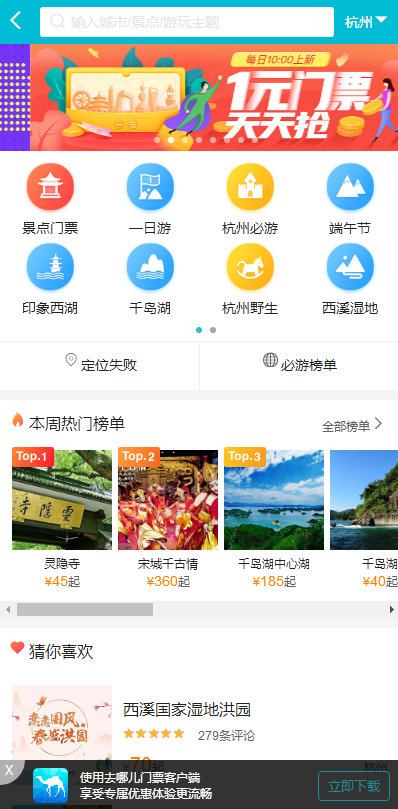 输入城市/景点/游玩主题
杭州
每日10:00上新
1元门票
天天抢
一元
景点门票
一日游
杭州必游
端午节
印象西湖
千岛湖
杭州野生
西溪湿地
定位失败
必游榜单
本周热门榜单
全部榜单
Top.1
Top.2
Top.3
灵隐寺
宋城千古情
千岛湖中心湖
千岛湖
¥45起
¥360起
¥185起
¥40起
猜你喜欢
恋恋国风
春盛洪园
西溪国家湿地洪园
279条评论
¥70起
杭州
X
使用去哪儿门票客户端
享受专属优惠体验更流畅
立即下载